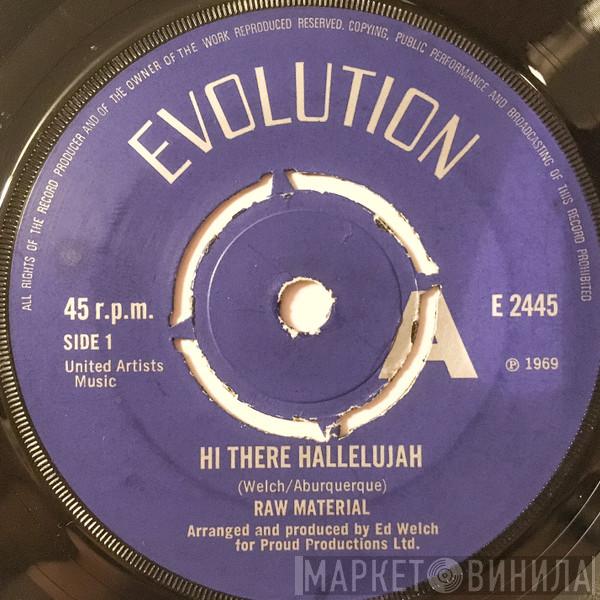 ALL RIGHTS OF THE RECORD PRODUCER AND OF THE OWNER OF THE WORK REPRODUCED RESERVED. COPYING, PUBLIC PERFORMANCE AND BROADCASTING OF THIS RECORD PROHIBITED
EVOLUTION
45 r.p.m.
SIDE 1
United Artists
Music
A
E 2445
℗ 1969
HI THERE HALLELUJAH
(Welch/Aburquerque)
RAW MATERIAL
Arranged and produced by Ed Welch
for Proud Productions Ltd.
МАРКЕТ ВИНИЛА